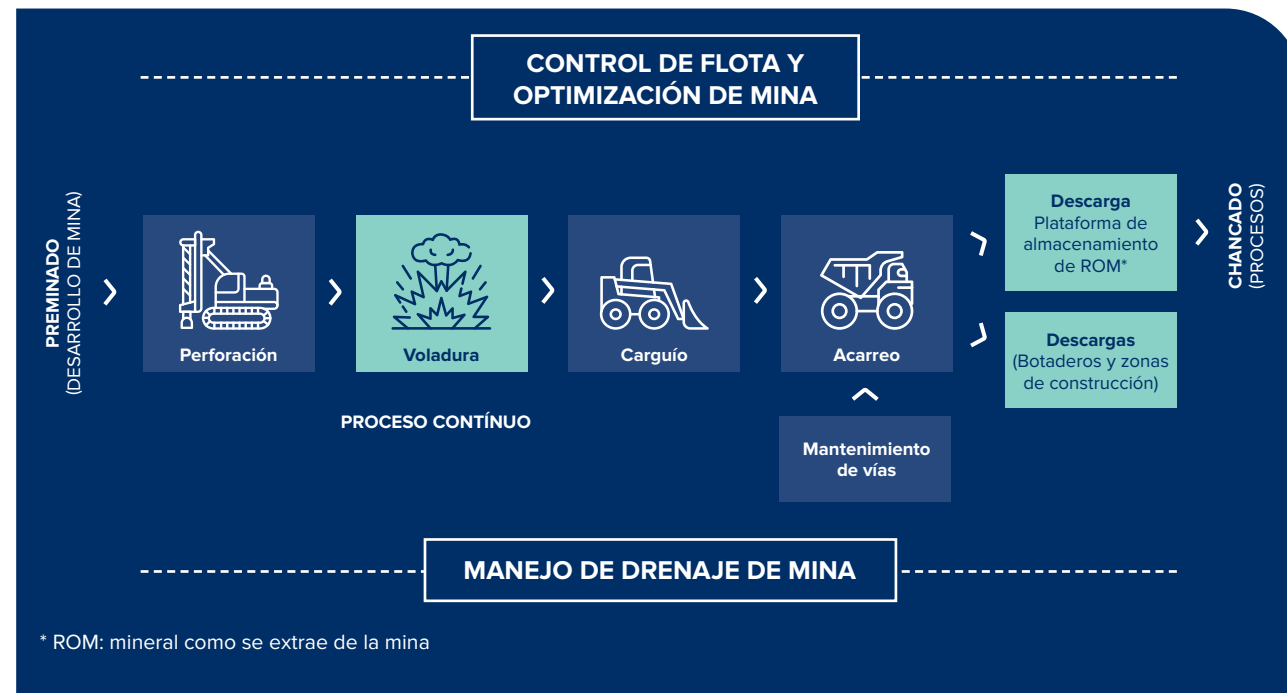 CONTROL DE FLOTA Y
OPTIMIZACIÓN DE MINA
PREMINADO
(DESARROLLO DE MINA)
Perforación
Voladura
Carguío
Acarreo
Descarga
Plataforma de
almacenamiento
de ROM*
Descargas
(Botaderos y zonas
de construcción)
CHANCADO
(PROCESOS)
PROCESO CONTÍNUO
Mantenimiento
de vías
MANEJO DE DRENAJE DE MINA
* ROM: mineral como se extrae de la mina